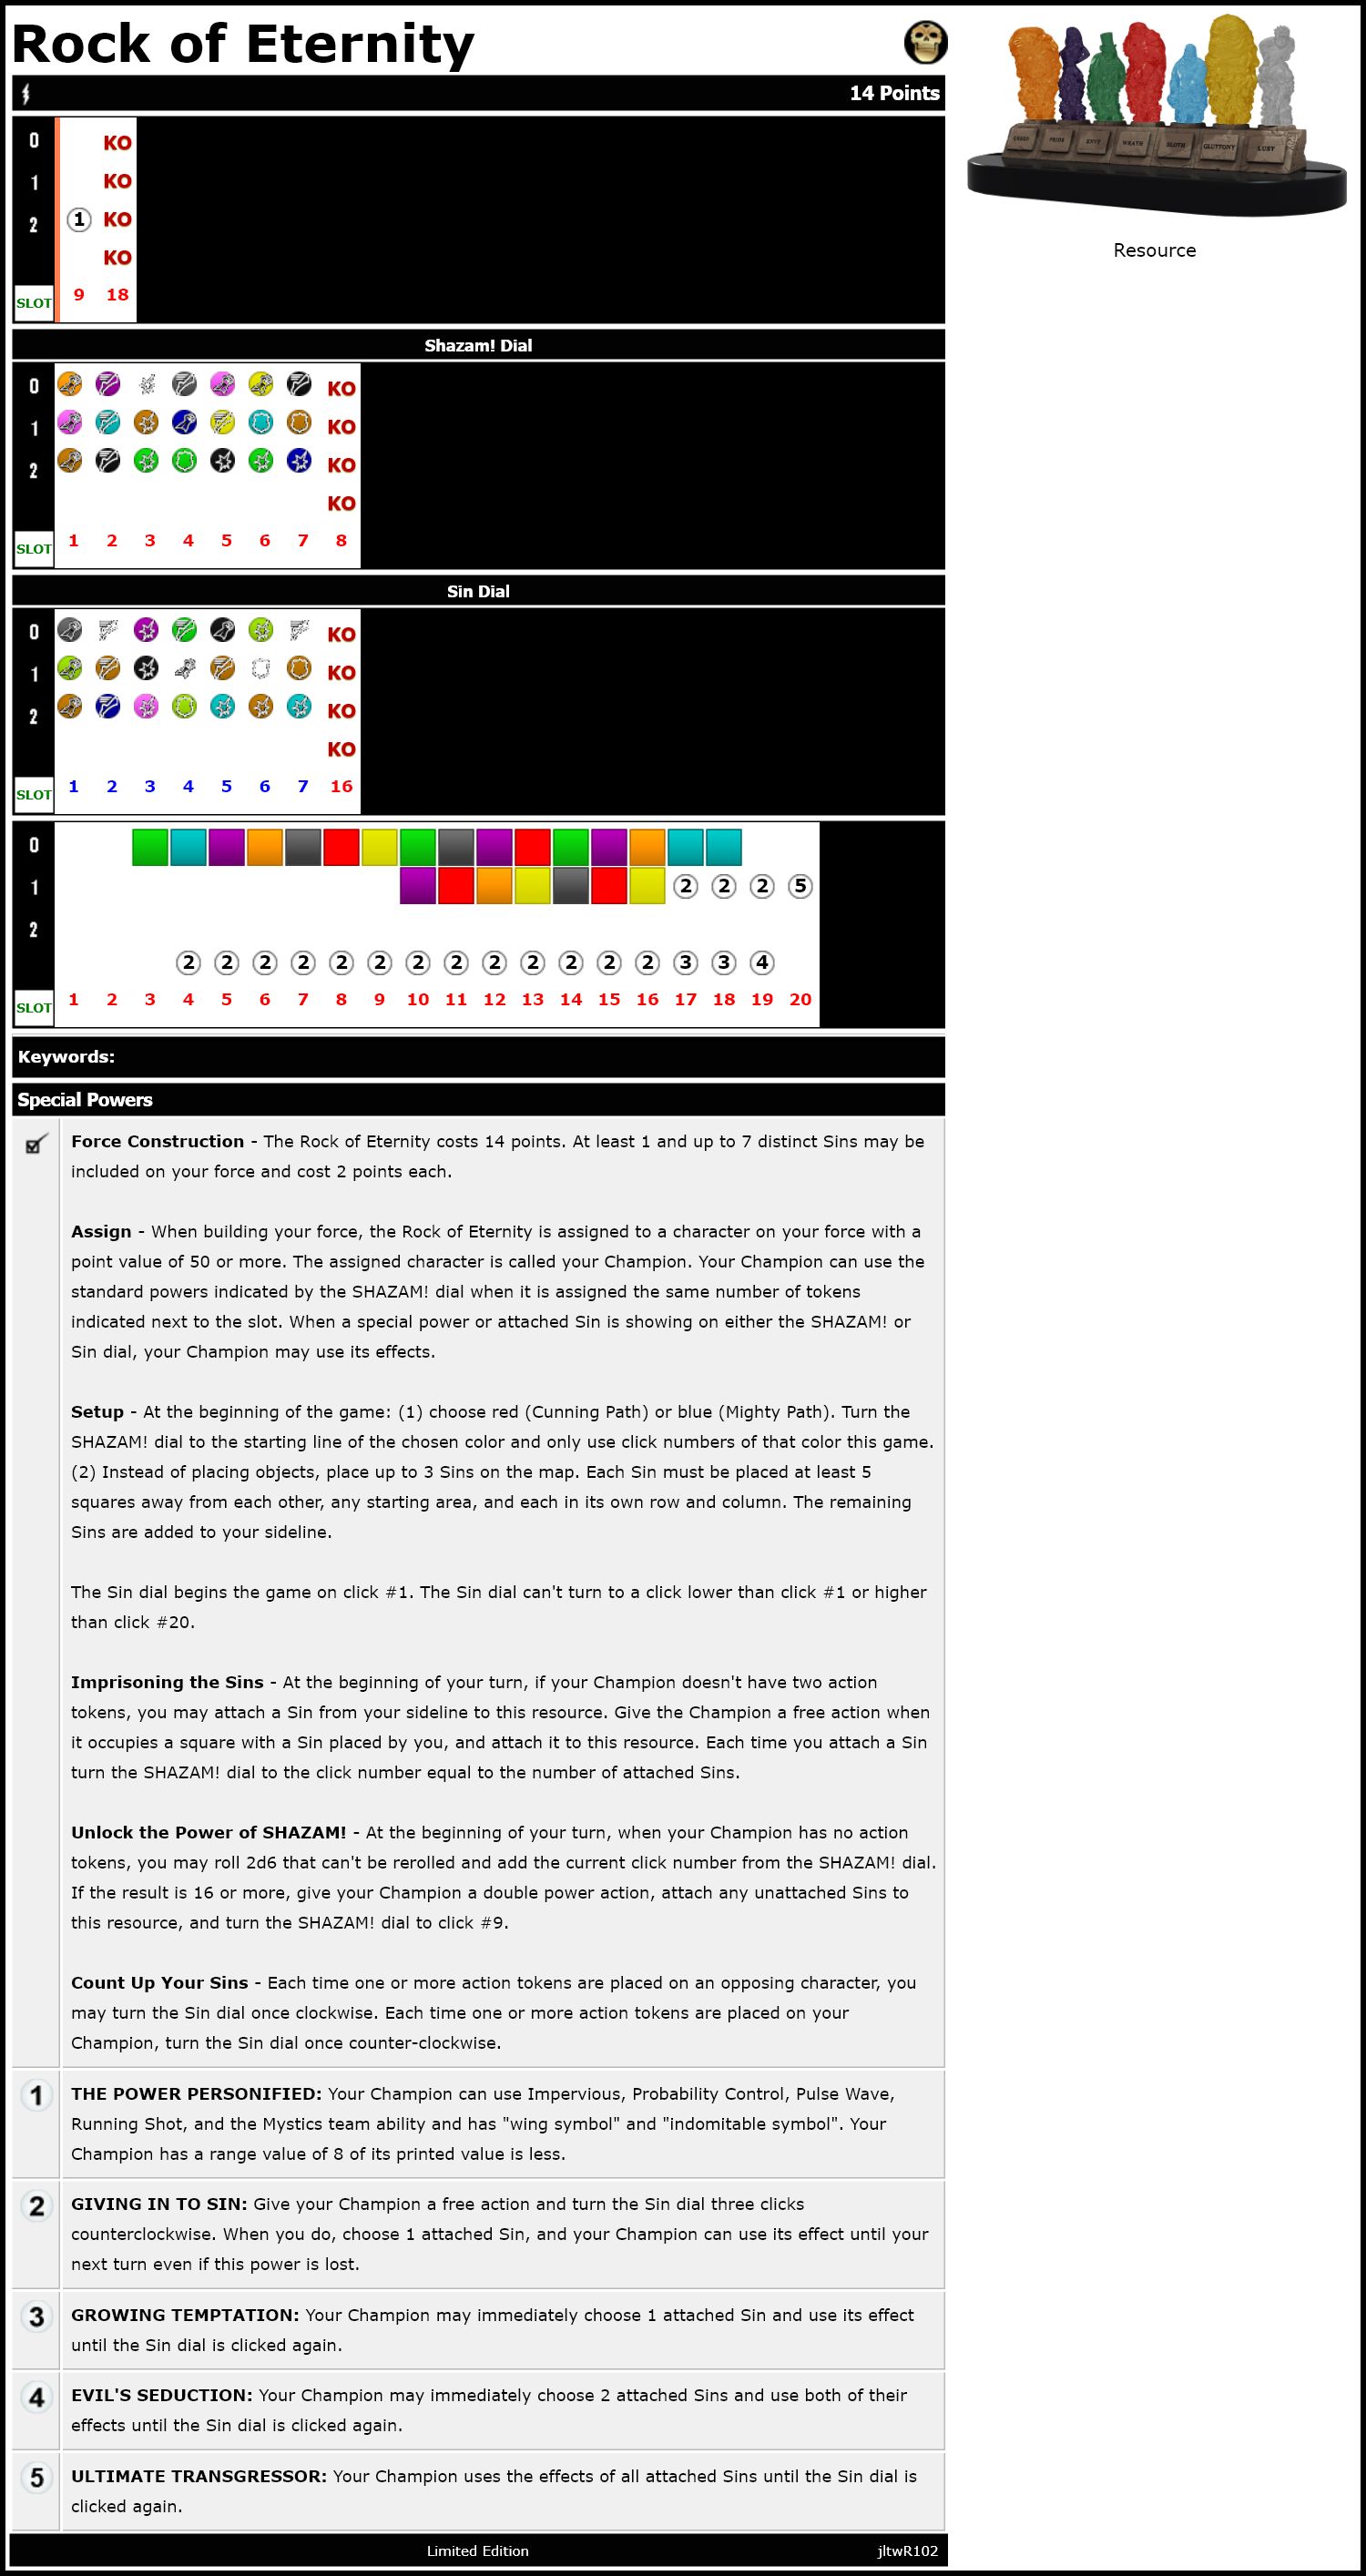 Rock of Eternity
14 Points
0 KO
1 KO
2 1 KO
KO
SLOT 9 18
Shazam! Dial
0 KO
1 KO
2 KO
KO
SLOT 1 2 3 4 5 6 7 8
Sin Dial
0 KO
1 KO
2 KO
KO
SLOT 1 2 3 4 5 6 7 16
0
1 2 2 2 5
2
2 2 2 2 2 2 2 2 2 2 2 2 2 3 3 4
SLOT 1 2 3 4 5 6 7 8 9 10 11 12 13 14 15 16 17 18 19 20
Keywords:
Special Powers
Force Construction - The Rock of Eternity costs 14 points. At least 1 and up to 7 distinct Sins may be
included on your force and cost 2 points each.
Assign - When building your force, the Rock of Eternity is assigned to a character on your force with a
point value of 50 or more. The assigned character is called your Champion. Your Champion can use the
standard powers indicated by the SHAZAM! dial when it is assigned the same number of tokens
indicated next to the slot. When a special power or attached Sin is showing on either the SHAZAM! or
Sin dial, your Champion may use its effects.
Setup - At the beginning of the game: (1) choose red (Cunning Path) or blue (Mighty Path). Turn the
SHAZAM! dial to the starting line of the chosen color and only use click numbers of that color this game.
(2) Instead of placing objects, place up to 3 Sins on the map. Each Sin must be placed at least 5
squares away from each other, any starting area, and each in its own row and column. The remaining
Sins are added to your sideline.
The Sin dial begins the game on click #1. The Sin dial can't turn to a click lower than click #1 or higher
than click #20.
Imprisoning the Sins - At the beginning of your turn, if your Champion doesn't have two action
tokens, you may attach a Sin from your sideline to this resource. Give the Champion a free action when
it occupies a square with a Sin placed by you, and attach it to this resource. Each time you attach a Sin
turn the SHAZAM! dial to the click number equal to the number of attached Sins.
Unlock the Power of SHAZAM! - At the beginning of your turn, when your Champion has no action
tokens, you may roll 2d6 that can't be rerolled and add the current click number from the SHAZAM! dial.
If the result is 16 or more, give your Champion a double power action, attach any unattached Sins to
this resource, and turn the SHAZAM! dial to click #9.
Count Up Your Sins - Each time one or more action tokens are placed on an opposing character, you
may turn the Sin dial once clockwise. Each time one or more action tokens are placed on your
Champion, turn the Sin dial once counter-clockwise.
1 THE POWER PERSONIFIED: Your Champion can use Impervious, Probability Control, Pulse Wave,
Running Shot, and the Mystics team ability and has "wing symbol" and "indomitable symbol". Your
Champion has a range value of 8 of its printed value is less.
2 GIVING IN TO SIN: Give your Champion a free action and turn the Sin dial three clicks
counterclockwise. When you do, choose 1 attached Sin, and your Champion can use its effect until your
next turn even if this power is lost.
3 GROWING TEMPTATION: Your Champion may immediately choose 1 attached Sin and use its effect
until the Sin dial is clicked again.
4 EVIL'S SEDUCTION: Your Champion may immediately choose 2 attached Sins and use both of their
effects until the Sin dial is clicked again.
5 ULTIMATE TRANSGRESSOR: Your Champion uses the effects of all attached Sins until the Sin dial is
clicked again.
Limited Edition jltwR102
GREED PRIDE ENVY WRATH SLOTH GLUTTONY LUST
Resource